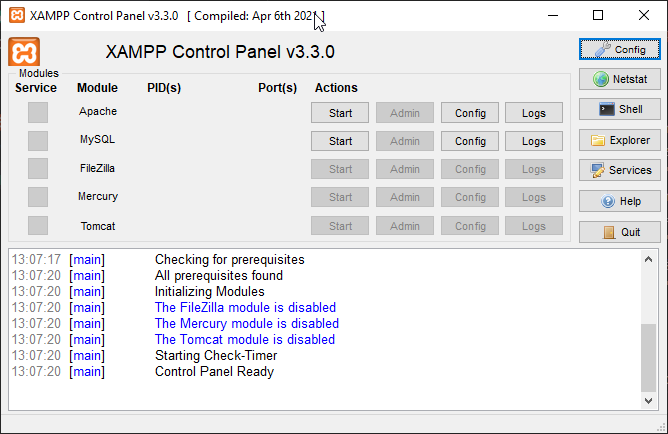 XAMPP Control Panel v3.3.0 [ Compiled: Apr 6th 2021 ]
XAMPP Control Panel v3.3.0
Config
Modules
Service Module PID(s) Port(s) Actions
Netstat
Apache Start Admin Config Logs
Shell
MySQL Start Admin Config Logs
Explorer
FileZilla Start Admin Config Logs
Services
Mercury Start Admin Config Logs
Help
Tomcat Start Admin Config Logs
Quit
13:07:17 [main] Checking for prerequisites
13:07:20 [main] All prerequisites found
13:07:20 [main] Initializing Modules
13:07:20 [main] The FileZilla module is disabled
13:07:20 [main] The Mercury module is disabled
13:07:20 [main] The Tomcat module is disabled
13:07:20 [main] Starting Check-Timer
13:07:20 [main] Control Panel Ready